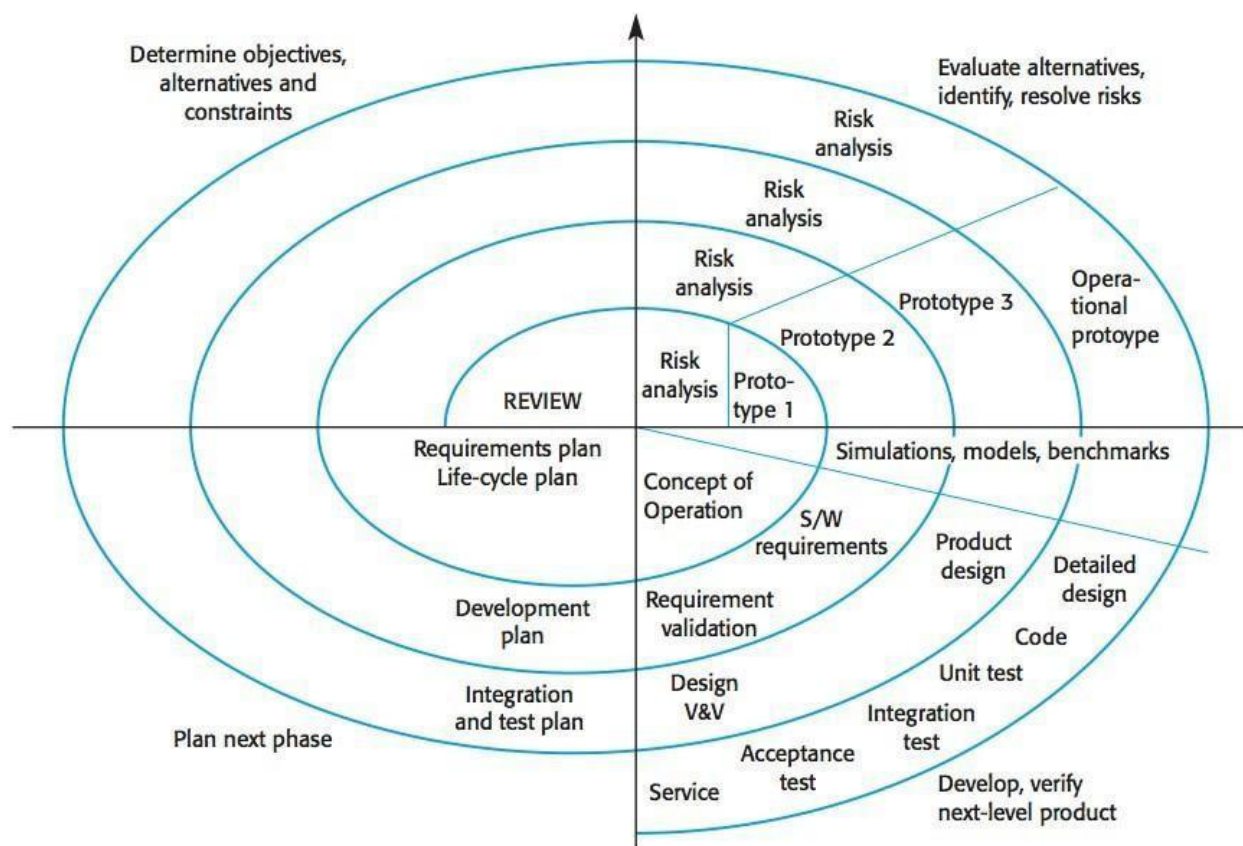 Determine objectives,
alternatives and
constraints
Evaluate alternatives,
identify, resolve risks
Risk
analysis
Risk
analysis
Risk
analysis
Risk
analysis
Proto-
type 1
Prototype 2
Prototype 3
Opera-
tional
protoype
REVIEW
Requirements plan
Life-cycle plan
Simulations, models, benchmarks
Concept of
Operation
S/W
requirements
Product
design
Detailed
design
Development
plan
Requirement
validation
Code
Unit test
Integration
and test plan
Design
V&V
Integration
test
Acceptance
test
Service
Plan next phase
Develop, verify
next-level product